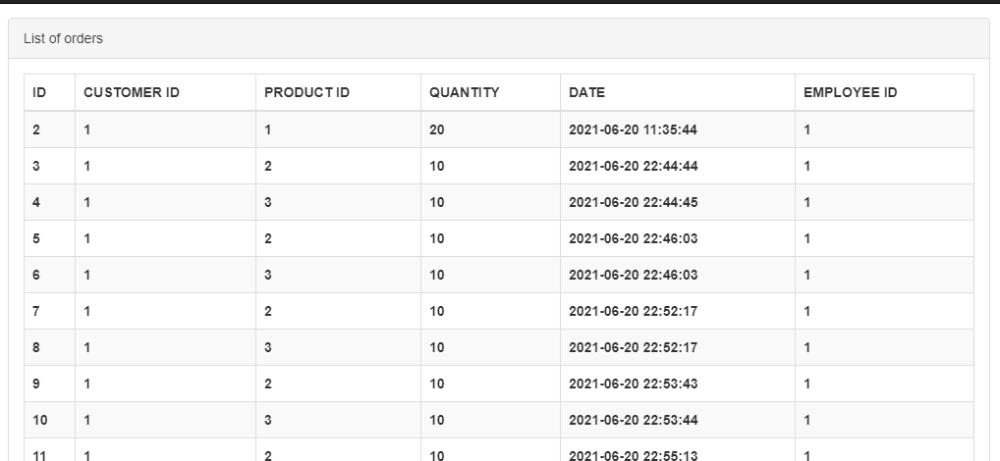 List of orders
ID CUSTOMER ID PRODUCT ID QUANTITY DATE EMPLOYEE ID
2 1 1 20 2021-06-20 11:35:44 1
3 1 2 10 2021-06-20 22:44:44 1
4 1 3 10 2021-06-20 22:44:45 1
5 1 2 10 2021-06-20 22:46:03 1
6 1 3 10 2021-06-20 22:46:03 1
7 1 2 10 2021-06-20 22:52:17 1
8 1 3 10 2021-06-20 22:52:17 1
9 1 2 10 2021-06-20 22:53:43 1
10 1 3 10 2021-06-20 22:53:44 1
11 1 2 10 2021-06-20 22:55:13 1